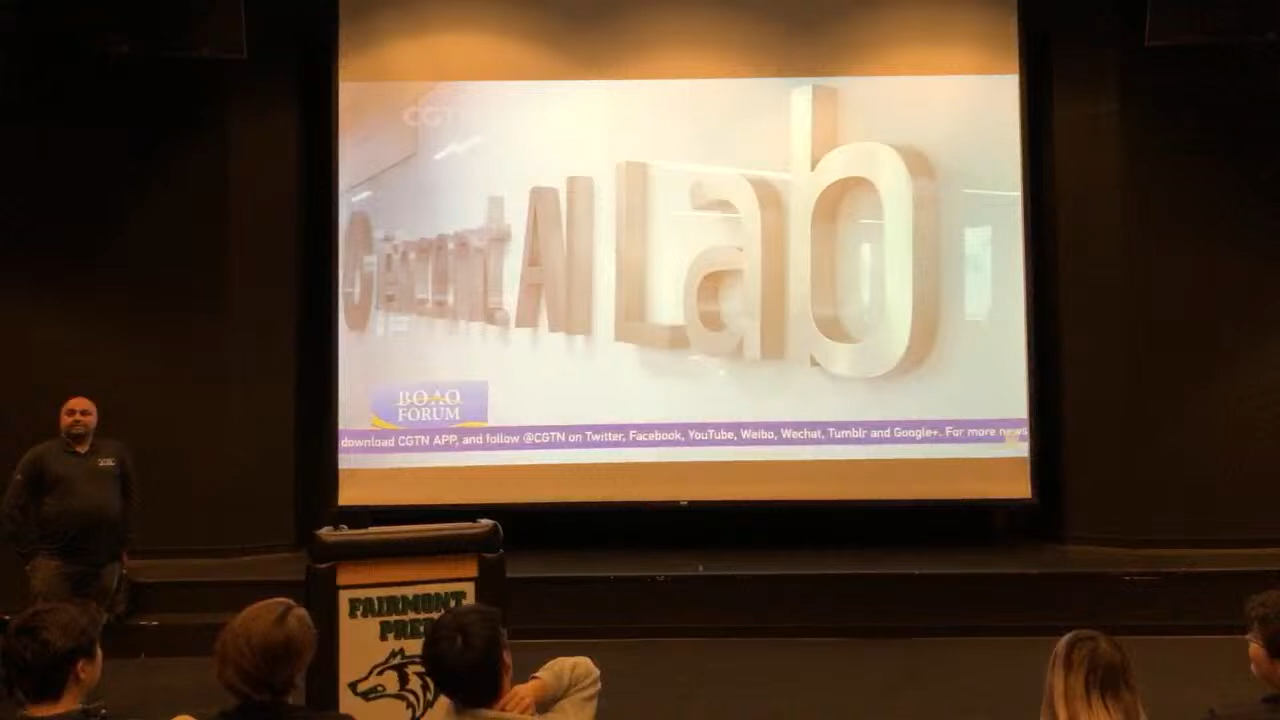 CGTN
AI Lab
BOAO
FORUM
download CGTN APP, and follow @CGTN on Twitter, Facebook, YouTube, Weibo, Wechat, Tumblr and Google+. For more news
FAIRMONT
PREP